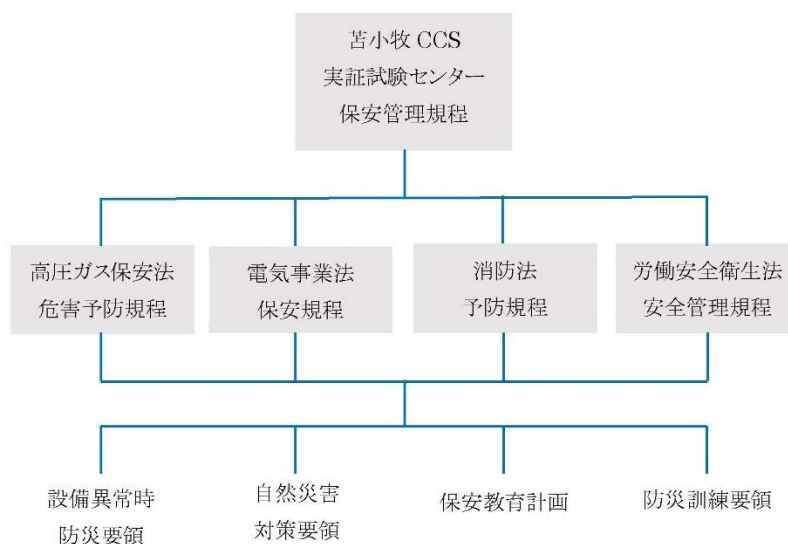 苫小牧 CCS
実証試験センター
保安管理規程
高圧ガス保安法
危害予防規程
電気事業法
保安規程
消防法
予防規程
労働安全衛生法
安全管理規程
設備異常時
防災要領
自然災害
対策要領
保安教育計画
防災訓練要領